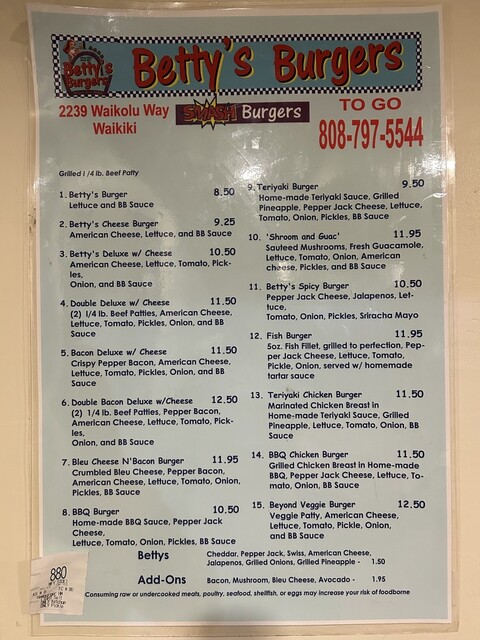 Betty's Burgers
Betty's Burgers
2239 Waikolu Way
Waikiki
SMASH Burgers
TO GO
808-797-5544
Grilled 1/4 lb. Beef Patty
1. Betty's Burger 8.50
Lettuce and BB Sauce
2. Betty's Cheese Burger 9.25
American Cheese, Lettuce, and BB Sauce
3. Betty's Deluxe w/ Cheese 10.50
American Cheese, Lettuce, Tomato, Pick-
les,
Onion, and BB Sauce
4. Double Deluxe w/ Cheese 11.50
(2) 1/4 lb. Beef Patties, American Cheese,
Lettuce, Tomato, Pickles, Onion, and BB
Sauce
5. Bacon Deluxe w/ Cheese 11.50
Crispy Pepper Bacon, American Cheese,
Lettuce, Tomato, Pickles, Onion, and BB
Sauce
6. Double Bacon Deluxe w/Cheese 12.50
(2) 1/4 lb. Beef Patties, Pepper Bacon,
American Cheese, Lettuce, Tomato, Pick-
les,
Onion, and BB Sauce
7. Bleu Cheese N'Bacon Burger 11.95
Crumbled Bleu Cheese, Pepper Bacon,
American Cheese, Lettuce, Tomato, Onion,
Pickles, BB Sauce
8. BBQ Burger 10.50
Home-made BBQ Sauce, Pepper Jack
Cheese,
Lettuce, Tomato, Onion, Pickles, BB Sauce
9. Teriyaki Burger 9.50
Home-made Teriyaki Sauce, Grilled
Pineapple, Pepper Jack Cheese, Lettuce,
Tomato, Onion, Pickles, BB Sauce
10. 'Shroom and Guac' 11.95
Sauteed Mushrooms, Fresh Guacamole,
Lettuce, Tomato, Onion, American
cheese, Pickles, and BB Sauce
11. Betty's Spicy Burger 10.50
Pepper Jack Cheese, Jalapenos, Let-
tuce,
Tomato, Onion, Pickles, Sriracha Mayo
12. Fish Burger 11.95
5oz. Fish Fillet, grilled to perfection, Pep-
per Jack Cheese, Lettuce, Tomato,
Pickle, Onion, served w/ homemade
tartar sauce
13. Teriyaki Chicken Burger 11.50
Marinated Chicken Breast in
Home-made Teriyaki Sauce, Grilled
Pineapple, Lettuce, Tomato, Onion,
BB Sauce
14. BBQ Chicken Burger 11.50
Grilled Chicken Breast in Home-made
BBQ, Pepper Jack Cheese, Lettuce, To-
mato, Onion, BB Sauce
15. Beyond Veggie Burger 12.50
Veggie Patty, American Cheese,
Lettuce, Tomato, Pickle, Onion,
and BB Sauce
Bettys
Cheddar, Pepper Jack, Swiss, American Cheese,
Jalapenos, Grilled Onions, Grilled Pineapple - 1.50
Add-Ons
Bacon, Mushroom, Bleu Cheese, Avocado - 1.95
Consuming raw or undercooked meats, poultry, seafood, shellfish, or eggs may increase your risk of foodborne
880